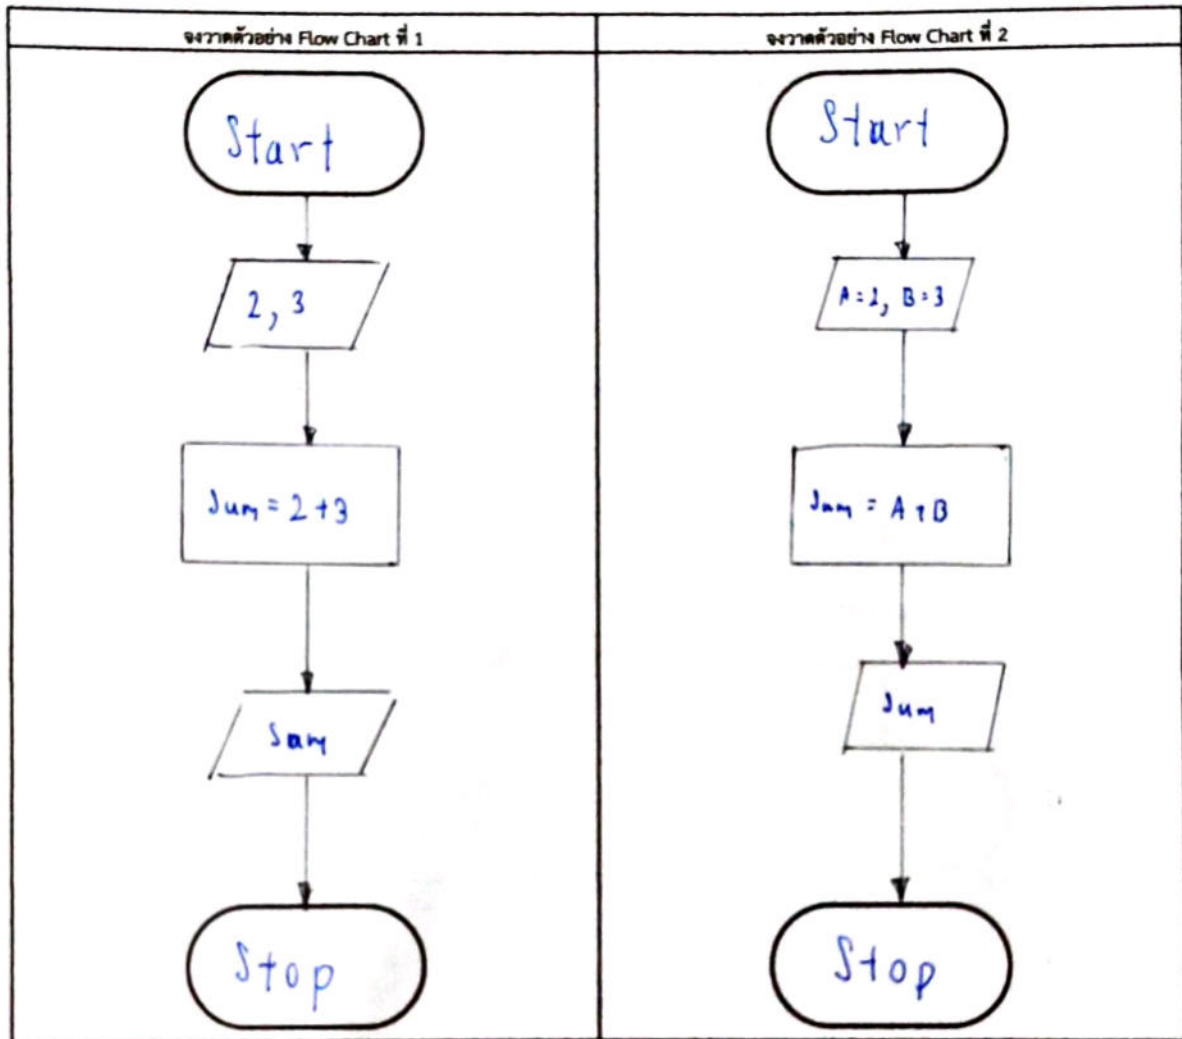 จงวาดตัวอย่าง Flow Chart ที่ 1
Start
2, 3
Sum = 2 + 3
Sum
Stop
จงวาดตัวอย่าง Flow Chart ที่ 2
Start
A = 2, B = 3
Sum = A + B
Sum
Stop